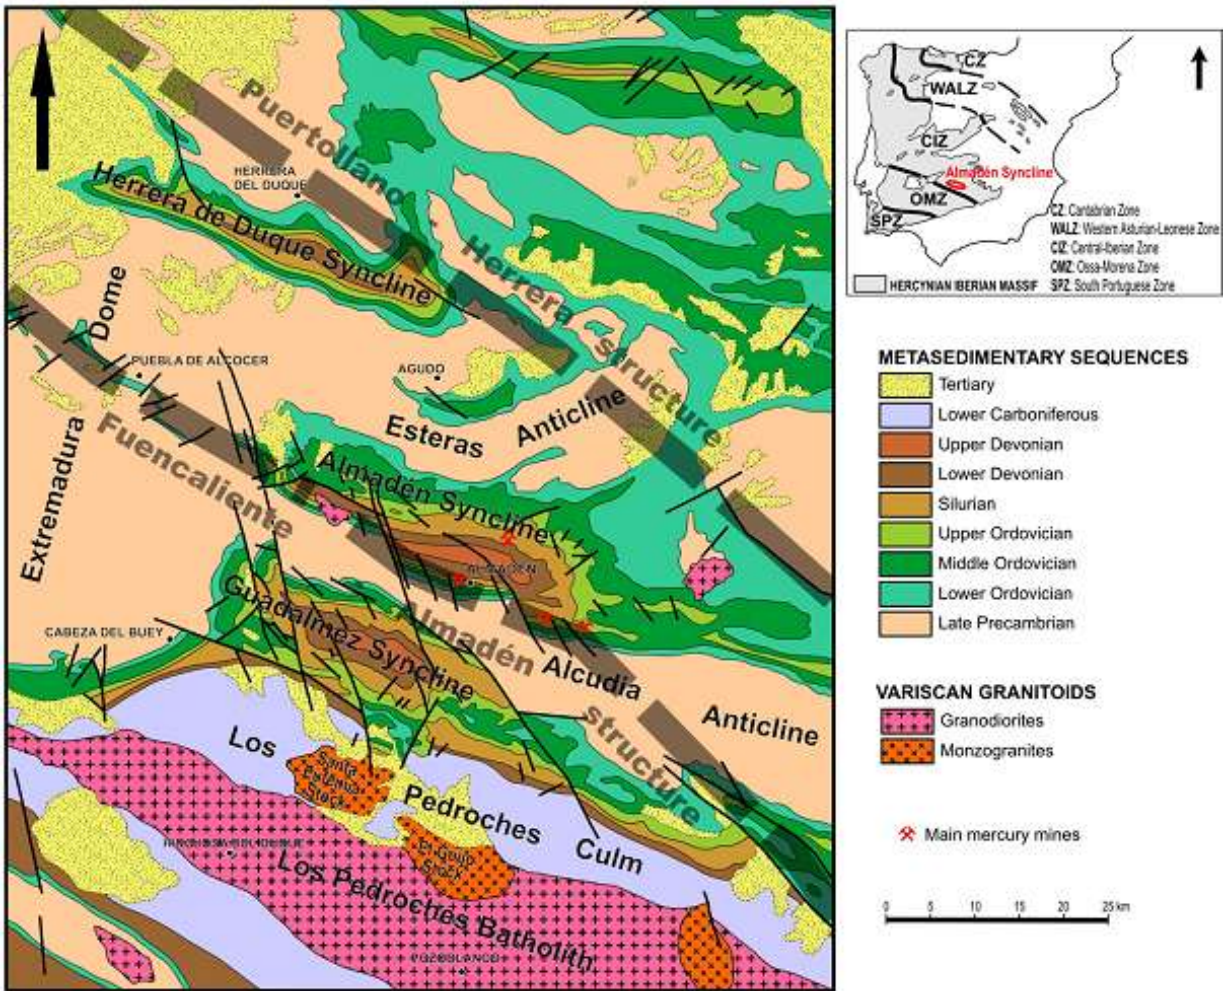 Puertollano - Herrera structure
HERRERA
DEL DUQUE
Herrera de Duque Syncline
Extremadura Dome
PUEBLA DE ALCOCER
AGUDO
Esteras Anticline
Fuencaliente Almadén structure
Almadén Syncline
ALMADÉN
Guadalmez Syncline
CABEZA DEL BUEY
Alcudia Anticline
Los Pedroches Culm
Santa
Eufemia
Stock
El Guijo
Stock
Los Pedroches Batholith
POZOBLANCO
CZ
WALZ
CIZ
Almadén Syncline
OMZ
SPZ
CZ: Cantabrian Zone
WALZ: Western Asturian-Leonese Zone
CIZ: Central-Iberian Zone
OMZ: Ossa-Morena Zone
SPZ: South Portuguese Zone
HERCYNIAN IBERIAN MASSIF
METASEDIMENTARY SEQUENCES
Tertiary
Lower Carboniferous
Upper Devonian
Lower Devonian
Silurian
Upper Ordovician
Middle Ordovician
Lower Ordovician
Late Precambrian
VARISCAN GRANITOIDS
Granodiorites
Monzogranites
Main mercury mines
0 5 10 15 20 25 km